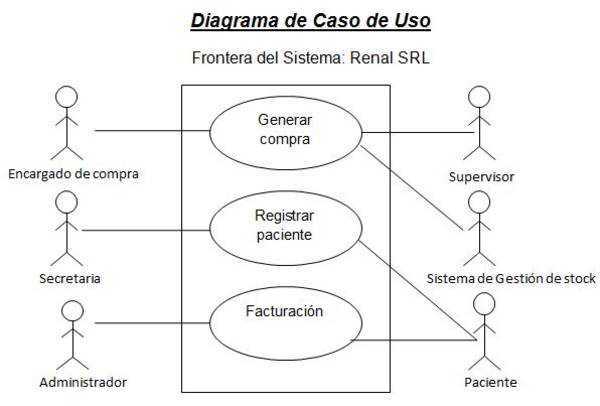 Diagrama de Caso de Uso
Frontera del Sistema: Renal SRL
Generar
compra
Encargado de compra
Supervisor
Registrar
paciente
Secretaria
Sistema de Gestión de stock
Facturación
Administrador
Paciente